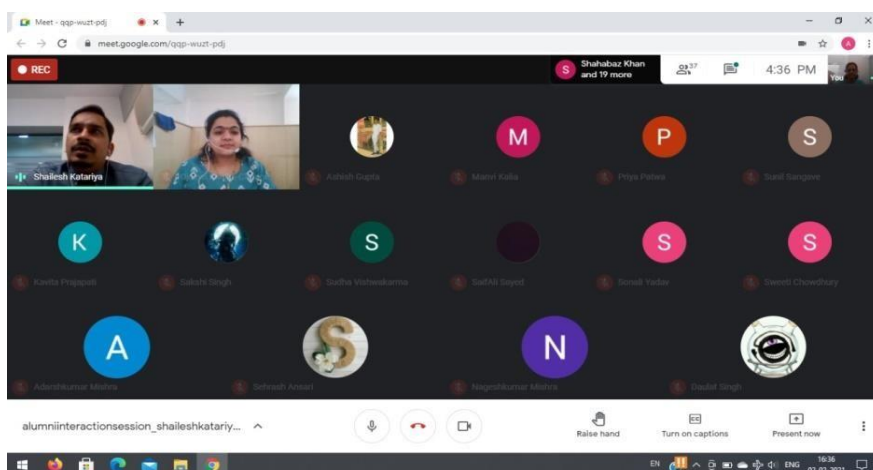 Meet - qqp-wuzt-pdj
meet.google.com/qqp-wuzt-pdj
REC
S
Shahabaz Khan
and 19 more
37
4:36 PM
You
Shailesh Katariya
Ashish Gupta
M
Mansi Kalia
P
Priya Patwa
S
Sunil Sangave
K
Kavita Prajapati
Sakshi Singh
S
Sudha Vishwakarma
SaifAli Sayed
S
Sonali Yadav
S
Sweeti Chowdhury
A
Adarshkumar Mishra
Sehrash Ansari
N
Nageshkumar Mishra
Daulat Singh
alumniinteractionsession_shaileshkatariy...
Raise hand
CC
Turn on captions
Present now
EN
ENG
16:36